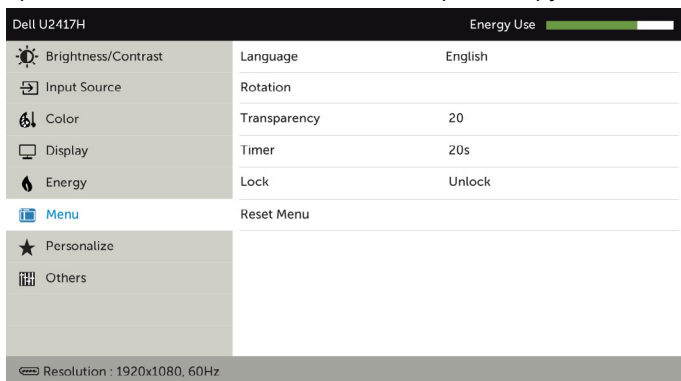 Dell U2417H Energy Use
Brightness/Contrast Language English
Input Source Rotation
Color Transparency 20
Display Timer 20s
Energy Lock Unlock
Menu Reset Menu
Personalize
Others
Resolution : 1920x1080, 60Hz